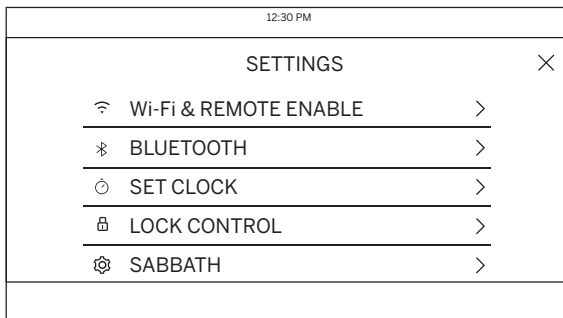 12:30 PM
SETTINGS
Wi-Fi & REMOTE ENABLE
BLUETOOTH
SET CLOCK
LOCK CONTROL
SABBATH